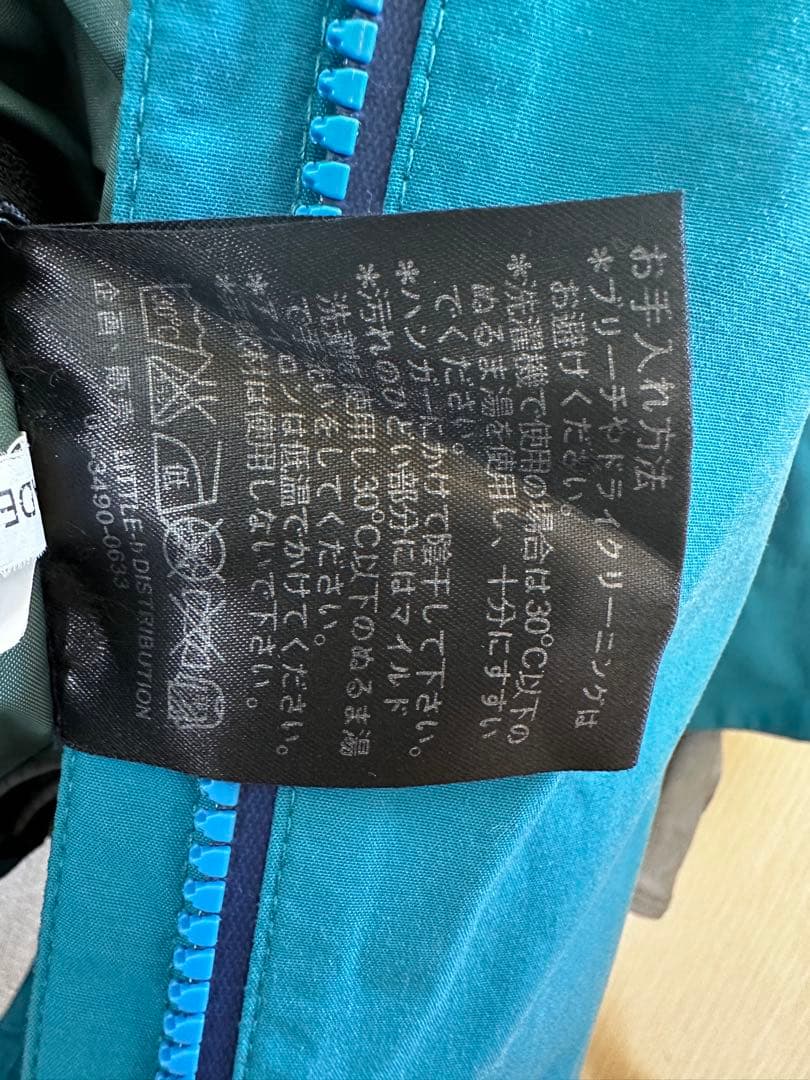 お手入れ方法
*ブリーチやドライクリーニングは
お避けください。
*洗濯機で使用の場合は30°C以下の
ぬるま湯を使用し、十分にすすい
でください。
*ハンガーにかけて陰干して下さい。
*汚れのひどい部分にはマイルド
洗剤を使用し30°C以下のぬるま湯
で手洗いをしてください。
アイロンは低温でかけてください。
は使用しないで下さい。
低
企画・販売 LITTLE-h DISTRIBUTION
3490-0633
DE